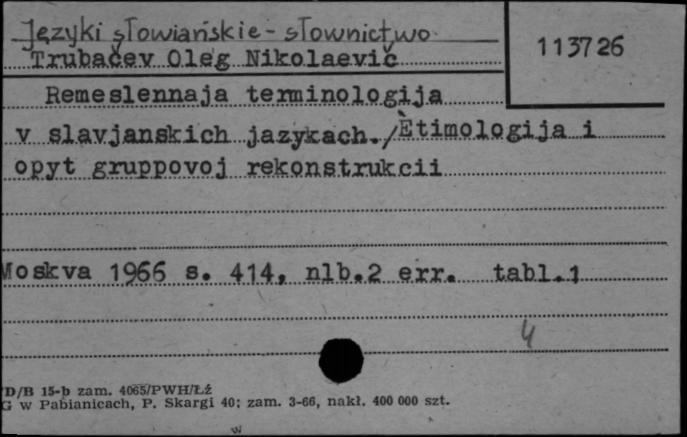 Języki słowiańskie - słownictwo
113726
Trubačev Oleg Nikolaevič
Remeslennaja terminologija
v slavjanskich jazykach./Ètimologija i
opyt gruppovoj rekonstrukcii
Moskva 1966 s. 414, nlb.2 err. tabl.1
4
D/B 15-b zam. 4065/PWH/Łź
G w Pabianicach, P. Skargi 40; zam. 3-66, nakł. 400 000 szt.
w